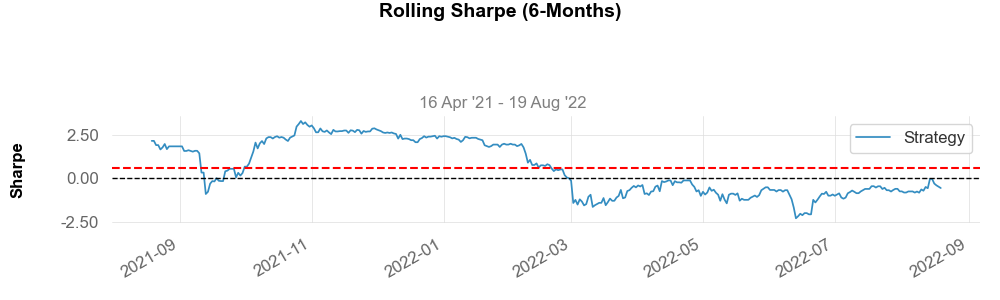 Rolling Sharpe (6-Months)
16 Apr '21 - 19 Aug '22
Sharpe
2.50
0.00
-2.50
Strategy
2021-09
2021-11
2022-01
2022-03
2022-05
2022-07
2022-09